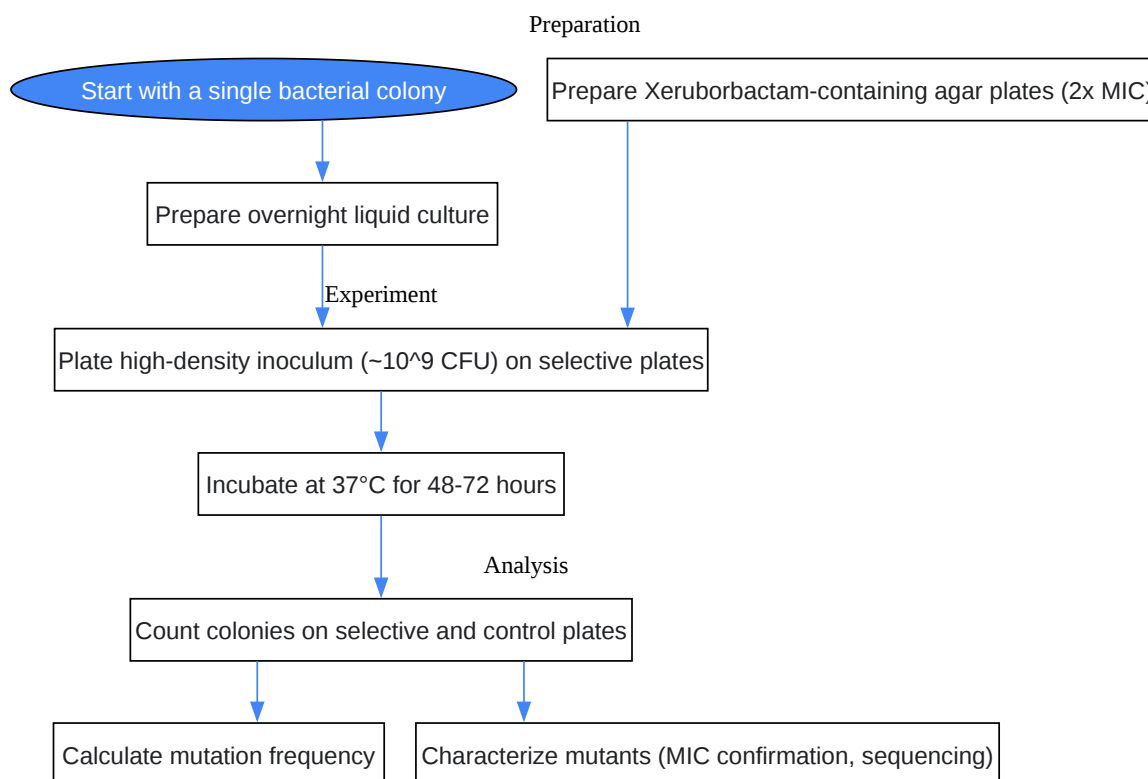 Preparation
Start with a single bacterial colony
Prepare Xeruborbactam-containing agar plates (2x MIC)
Prepare overnight liquid culture
Experiment
Plate high-density inoculum (~10^9 CFU) on selective plates
Incubate at 37°C for 48-72 hours
Analysis
Count colonies on selective and control plates
Calculate mutation frequency
Characterize mutants (MIC confirmation, sequencing)